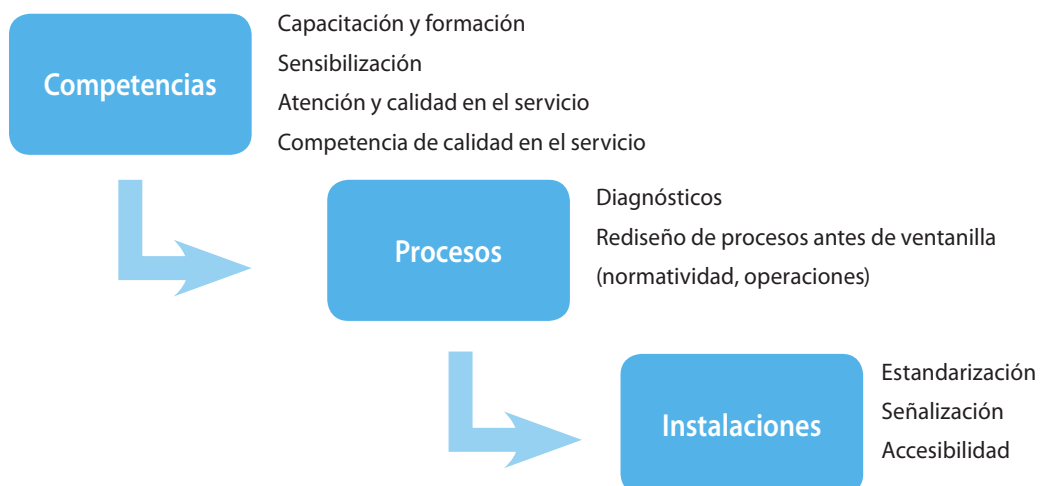 Competencias
Capacitación y formación
Sensibilización
Atención y calidad en el servicio
Competencia de calidad en el servicio
Procesos
Diagnósticos
Rediseño de procesos antes de ventanilla
(normatividad, operaciones)
Instalaciones
Estandarización
Señalización
Accesibilidad